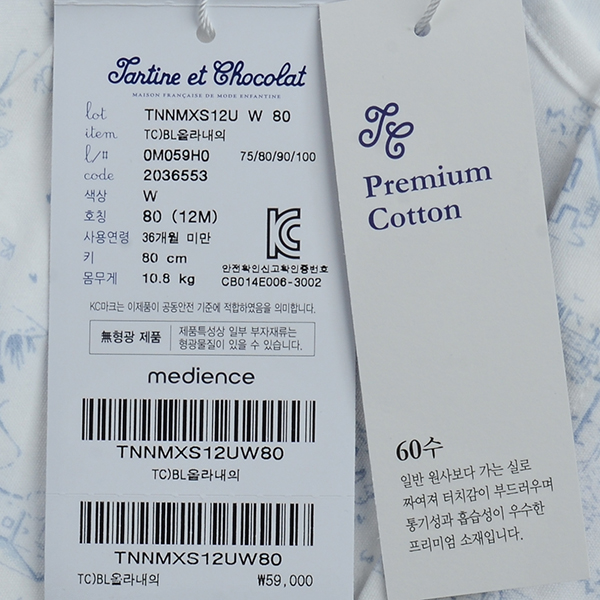 Tartine et Chocolat
MAISON FRANÇAISE DE MODE ENFANTINE
lot TNNMXS12U W 80
item TC)BL올라내의
l/# 0M059H0 75/80/90/100
code 2036553
색상 W
호칭 80 (12M)
사용연령 36개월 미만
키 80 cm
몸무게 10.8 kg
안전확인신고확인증번호
CB014E006-3002
KC마크는 이제품이 공동안전 기준에 적합하였음을 의미합니다.
無형광 제품
제품특성상 일부 부자재류는
형광물질이 있을 수 있습니다.
medience
TNNMXS12UW80
TC)BL올라내의
TNNMXS12UW80
TC)BL올라내의 ₩59,000
TC
Premium
Cotton
60수
일반 원사보다 가는 실로
짜여져 터치감이 부드러우며
통기성과 흡습성이 우수한
프리미엄 소재입니다.